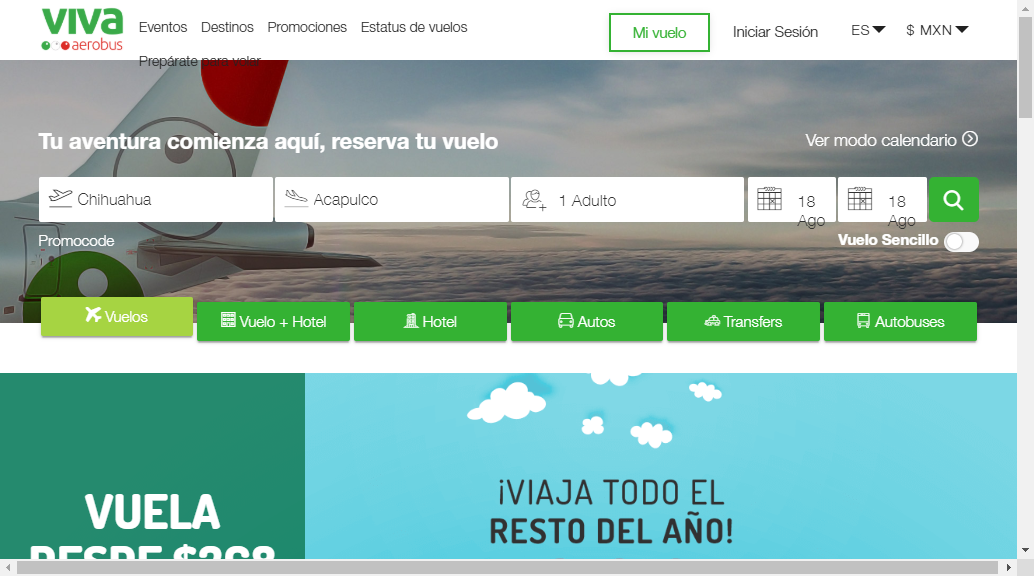 viva
aerobus
Eventos Destinos Promociones Estatus de vuelos
Prepárate para volar
Mi vuelo
Iniciar Sesión
ES
$ MXN
Tu aventura comienza aquí, reserva tu vuelo
Ver modo calendario
Chihuahua
Acapulco
1 Adulto
18
Ago
18
Ago
Promocode
Vuelo Sencillo
Vuelos
Vuelo + Hotel
Hotel
Autos
Transfers
Autobuses
VUELA
DESDE $268
¡VIAJA TODO EL
RESTO DEL AÑO!